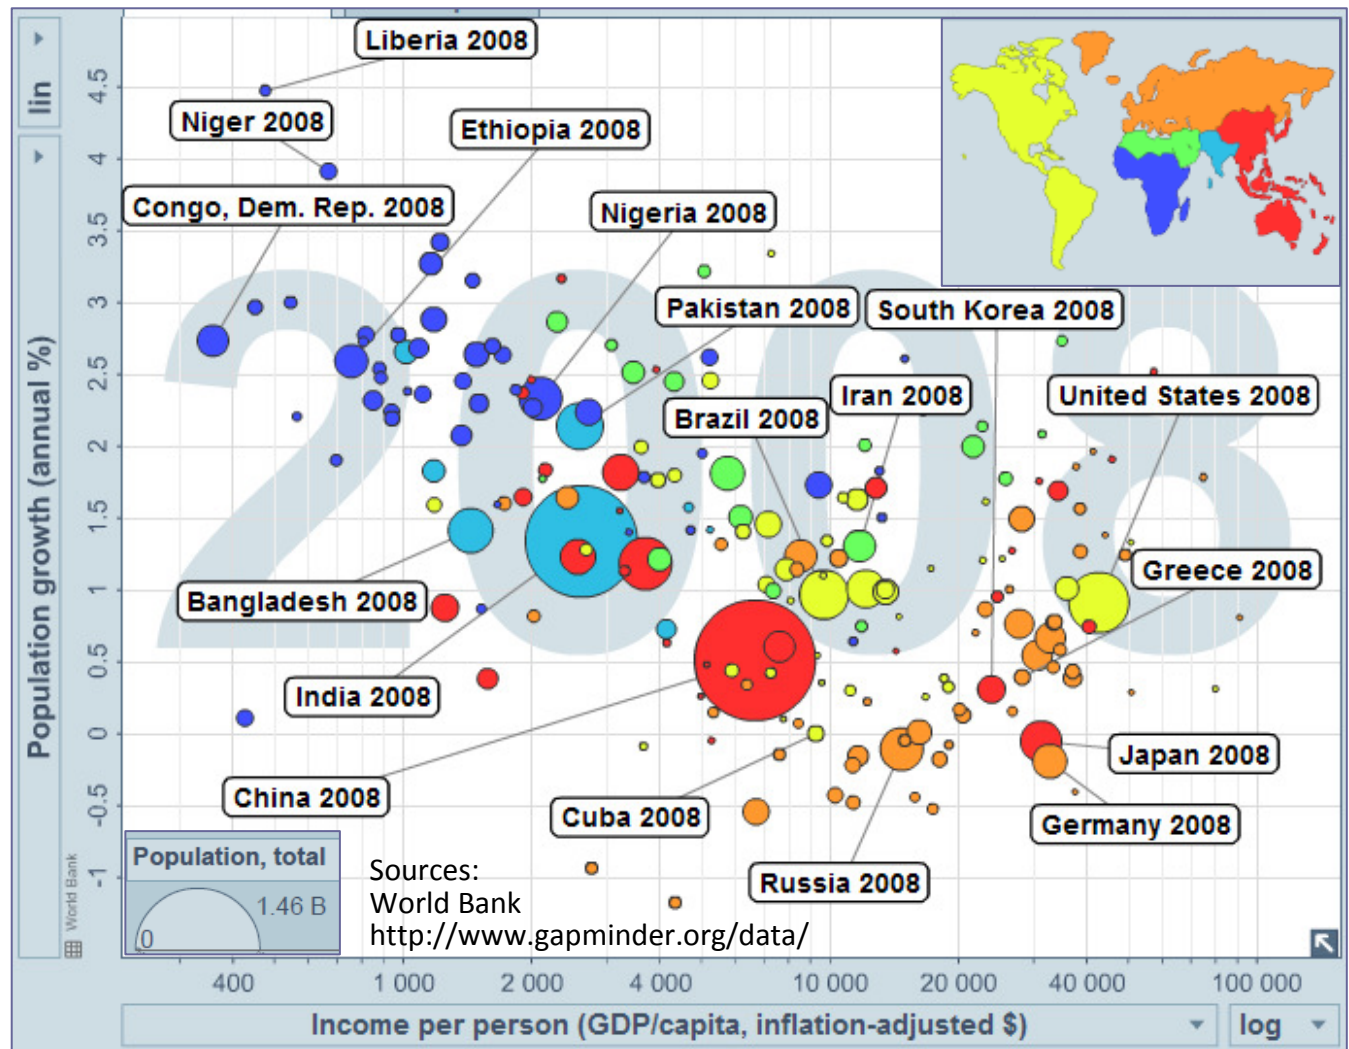 Liberia 2008
Niger 2008
Ethiopia 2008
Congo, Dem. Rep. 2008
Nigeria 2008
Pakistan 2008
South Korea 2008
Iran 2008
United States 2008
Brazil 2008
Greece 2008
Bangladesh 2008
India 2008
China 2008
Cuba 2008
Japan 2008
Germany 2008
Russia 2008
2008
lin
Population growth (annual %)
4.5
4
3.5
3
2.5
2
1.5
1
0.5
0
-0.5
-1
World Bank
Population, total
1.46 B
0
Sources:
World Bank
http://www.gapminder.org/data/
400
1 000
2 000
4 000
10 000
20 000
40 000
100 000
Income per person (GDP/capita, inflation-adjusted $)
log